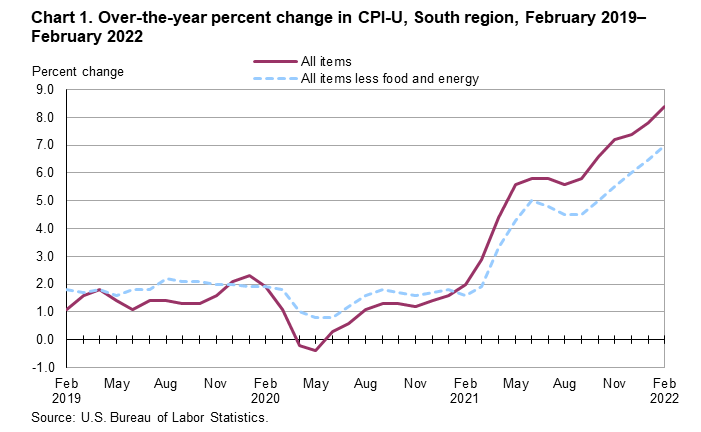 Chart 1. Over-the-year percent change in CPI-U, South region, February 2019–
February 2022
Percent change
All items
All items less food and energy
9.0
8.0
7.0
6.0
5.0
4.0
3.0
2.0
1.0
0.0
-1.0
Feb May Aug Nov Feb May Aug Nov Feb May Aug Nov Feb
2019 2020 2021 2022
Source: U.S. Bureau of Labor Statistics.